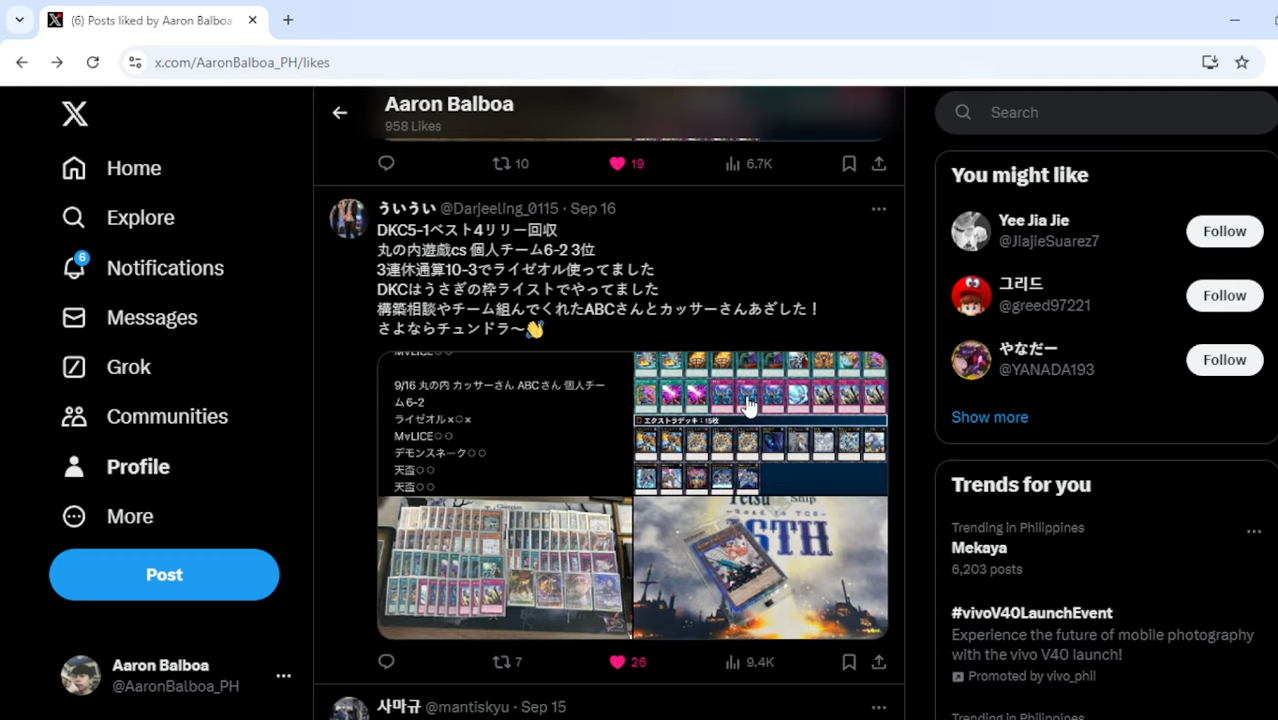 (6) Posts liked by Aaron Balboa
x.com/AaronBalboa_PH/likes
Home
Explore
6
Notifications
Messages
Grok
Communities
Profile
More
Post
Aaron Balboa
@AaronBalboa_PH
Aaron Balboa
958 Likes
10
19
6.7K
ういうい @Darjeeling_0115 · Sep 16
DKC5-1ベスト4リリー回収
丸の内遊戯cs 個人チーム6-2 3位
3連休通算10-3でライゼオル使ってました
DKCはうさぎの枠ライストでやってました
構築相談やチーム組んでくれたABCさんとカッサーさんあざした！
さよならチュンドラ〜👋
M∀LICE○○
9/16 丸の内 カッサーさん ABCさん 個人チー
ム6-2
ライゼオル×○×
M∀LICE○○
デモンスネーク○○
天盃○○
天盃○○
エクストラデッキ：15枚
7
26
9.4K
사마규 @mantiskyu · Sep 15
Search
You might like
Yee Jia Jie
@JiajieSuarez7
Follow
그리드
@greed97221
Follow
やなだー
@YANADA193
Follow
Show more
Trends for you
Trending in Philippines
Mekaya
6,203 posts
#vivoV40LaunchEvent
Experience the future of mobile photography
with the vivo V40 launch!
Promoted by vivo_phil
Trending in Philippines